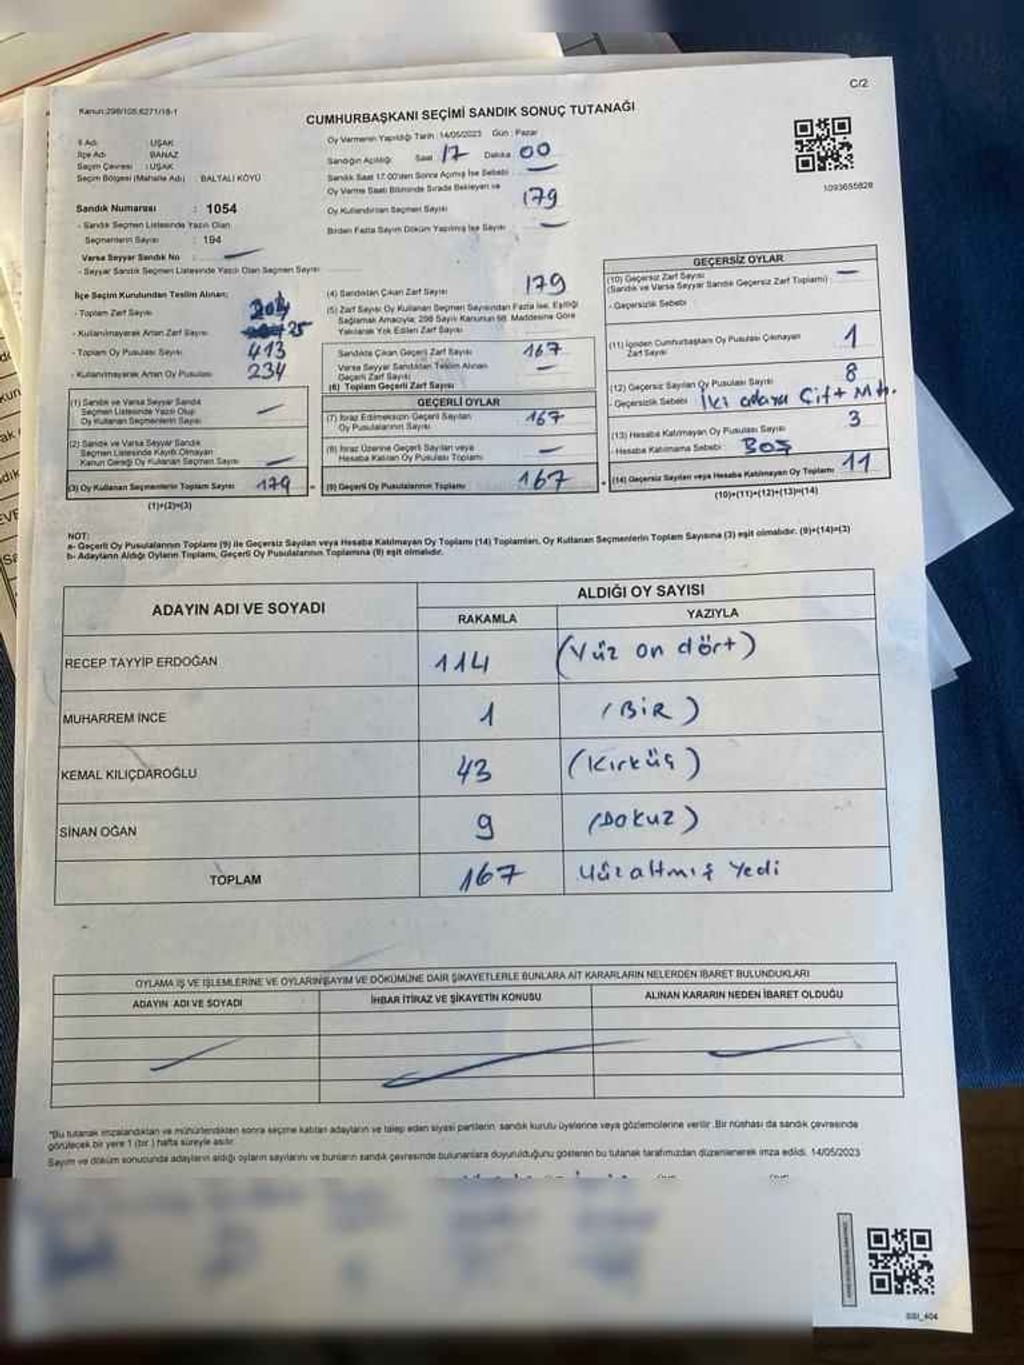 C/2
Kanun:298/105,6271/18-1
CUMHURBAŞKANI SEÇİMİ SANDIK SONUÇ TUTANAĞI
İl Adı : UŞAK
İlçe Adı : BANAZ
Seçim Çevresi : UŞAK
Seçim Bölgesi (Mahalle Adı) : BALTALI KÖYÜ
Sandık Numarası : 1054
- Sandık Seçmen Listesinde Yazılı Olan
Seçmenlerin Sayısı : 194
Varsa Seyyar Sandık No :
- Seyyar Sandık Seçmen Listesinde Yazılı Olan Seçmen Sayısı :
Oy Vermenin Yapıldığı Tarih :14/05/2023 Gün : Pazar
Sandığın Açıldığı: Saat 17 Dakika 00
Sandık Saat 17:00'den Sonra Açılmış İse Sebebi
Oy Verme Saati Bitiminde Sırada Bekleyen ve
Oy Kullandırılan Seçmen Sayısı 179
Birden Fazla Sayım Döküm Yapılmış İse Sayısı
1093655828
İlçe Seçim Kurulundan Teslim Alınan;
- Toplam Zarf Sayısı 204
- Kullanılmayarak Artan Zarf Sayısı 25
- Toplam Oy Pusulası Sayısı 413
- Kullanılmayarak Artan Oy Pusulası 234
(1) Sandık ve Varsa Seyyar Sandık
Seçmen Listesinde Yazılı Olup
Oy Kullanan Seçmenlerin Sayısı
(2) Sandık ve Varsa Seyyar Sandık
Seçmen Listesinde Kayıtlı Olmayan
Kanun Gereği Oy Kullanan Seçmen Sayısı
(3) Oy Kullanan Seçmenlerin Toplam Sayısı 179
(1)+(2)=(3)
(4) Sandıktan Çıkan Zarf Sayısı 179
(5) Zarf Sayısı Oy Kullanan Seçmen Sayısından Fazla İse, Eşitliği
Sağlamak Amacıyla; 298 Sayılı Kanunun 98. Maddesine Göre
Yakılarak Yok Edilen Zarf Sayısı
Sandıkta Çıkan Geçerli Zarf Sayısı 167
Varsa Seyyar Sandıktan Teslim Alınan
Geçerli Zarf Sayısı
(6) Toplam Geçerli Zarf Sayısı
GEÇERLİ OYLAR
(7) İtiraz Edilmeksizin Geçerli Sayılan
Oy Pusulalarının Sayısı 167
(8) İtiraz Üzerine Geçerli Sayılan veya
Hesaba Katılan Oy Pusulası Toplamı
(9) Geçerli Oy Pusulalarının Toplamı 167
GEÇERSİZ OYLAR
(10) Geçersiz Zarf Sayısı
(Sandık ve Varsa Seyyar Sandık Geçersiz Zarf Toplamı)
- Geçersizlik Sebebi
(11) İçinden Cumhurbaşkanı Oy Pusulası Çıkmayan
Zarf Sayısı 1
(12) Geçersiz Sayılan Oy Pusulası Sayısı 8
- Geçersizlik Sebebi İki adaya Çift Mh.
(13) Hesaba Katılmayan Oy Pusulası Sayısı 3
- Hesaba Katılmama Sebebi BOŞ
(14) Geçersiz Sayılan veya Hesaba Katılmayan Oy Toplamı 11
(10)+(11)+(12)+(13)=(14)
NOT:
a- Geçerli Oy Pusulalarının Toplamı (9) ile Geçersiz Sayılan veya Hesaba Katılmayan Oy Toplamı (14) Toplamları, Oy Kullanan Seçmenlerin Toplam Sayısına (3) eşit olmalıdır. (9)+(14)=(3)
b- Adayların Aldığı Oyların Toplamı, Geçerli Oy Pusulalarının Toplamına (9) eşit olmalıdır.
ADAYIN ADI VE SOYADI
ALDIĞI OY SAYISI
RAKAMLA YAZIYLA
RECEP TAYYİP ERDOĞAN 114 (Yüz on dört)
MUHARREM İNCE 1 (BİR)
KEMAL KILIÇDAROĞLU 43 (Kırküç)
SİNAN OĞAN 9 (DOKUZ)
TOPLAM 167 Yüzaltmış Yedi
OYLAMA İŞ VE İŞLEMLERİNE VE OYLARIN SAYIM VE DÖKÜMÜNE DAİR ŞİKAYETLERLE BUNLARA AİT KARARLARIN NELERDEN İBARET BULUNDUKLARI
ADAYIN ADI VE SOYADI İHBAR İTİRAZ VE ŞİKAYETİN KONUSU ALINAN KARARIN NEDEN İBARET OLDUĞU
*Bu tutanak imzalandıktan ve mühürlendikten sonra seçime katılan adayların ve talep eden siyasi partilerin, sandık kurulu üyelerine veya gözlemcilerine verilir. Bir nüshası da sandık çevresinde
görülecek bir yere 1 (bir) hafta süreyle asılır.
Sayım ve döküm sonucunda adayların aldığı oyların sayılarını ve bunların sandık çevresinde bulunanlara duyurulduğunu gösteren bu tutanak tarafımızdan düzenlenerek imza edildi. 14/05/2023
SSI_404